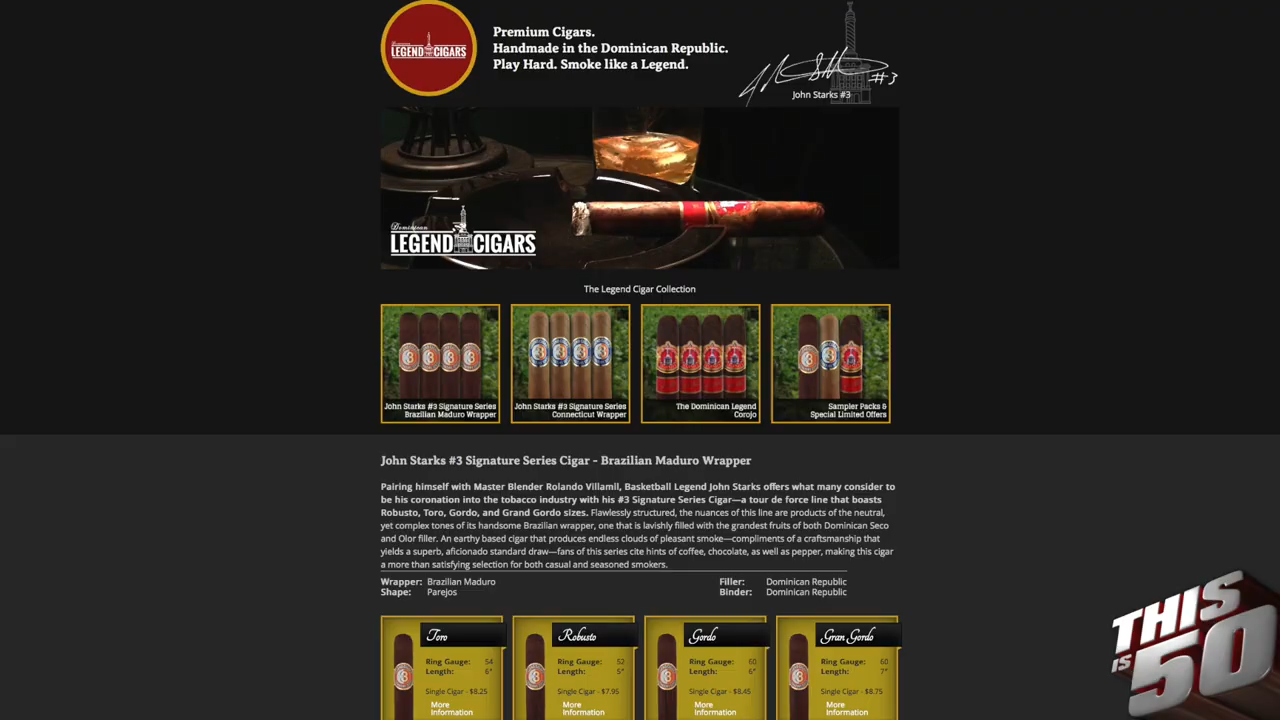 LEGEND CIGARS
Premium Cigars.
Handmade in the Dominican Republic.
Play Hard. Smoke like a Legend.
#3
John Starks #3
Dominican
LEGEND CIGARS
The Legend Cigar Collection
John Starks #3 Signature Series
Brazilian Maduro Wrapper
John Starks #3 Signature Series
Connecticut Wrapper
The Dominican Legend
Corojo
Sampler Packs &
Special Limited Offers
John Starks #3 Signature Series Cigar - Brazilian Maduro Wrapper
Pairing himself with Master Blender Rolando Villamil, Basketball Legend John Starks offers what many consider to
be his coronation into the tobacco industry with his #3 Signature Series Cigar—a tour de force line that boasts
Robusto, Toro, Gordo, and Grand Gordo sizes. Flawlessly structured, the nuances of this line are products of the neutral,
yet complex tones of its handsome Brazilian wrapper, one that is lavishly filled with the grandest fruits of both Dominican Seco
and Olor filler. An earthy based cigar that produces endless clouds of pleasant smoke—compliments of a craftsmanship that
yields a superb, aficionado standard draw—fans of this series cite hints of coffee, chocolate, as well as pepper, making this cigar
a more than satisfying selection for both casual and seasoned smokers.
Wrapper: Brazilian Maduro Filler: Dominican Republic
Shape: Parejos Binder: Dominican Republic
Toro
Ring Gauge: 54
Length: 6"
Single Cigar - $8.25
More
Information
Robusto
Ring Gauge: 52
Length: 5"
Single Cigar - $7.95
More
Information
Gordo
Ring Gauge: 60
Length: 6"
Single Cigar - $8.45
More
Information
Gran Gordo
Ring Gauge: 60
Length: 7"
Single Cigar - $8.75
More
Information
THIS
IS 50